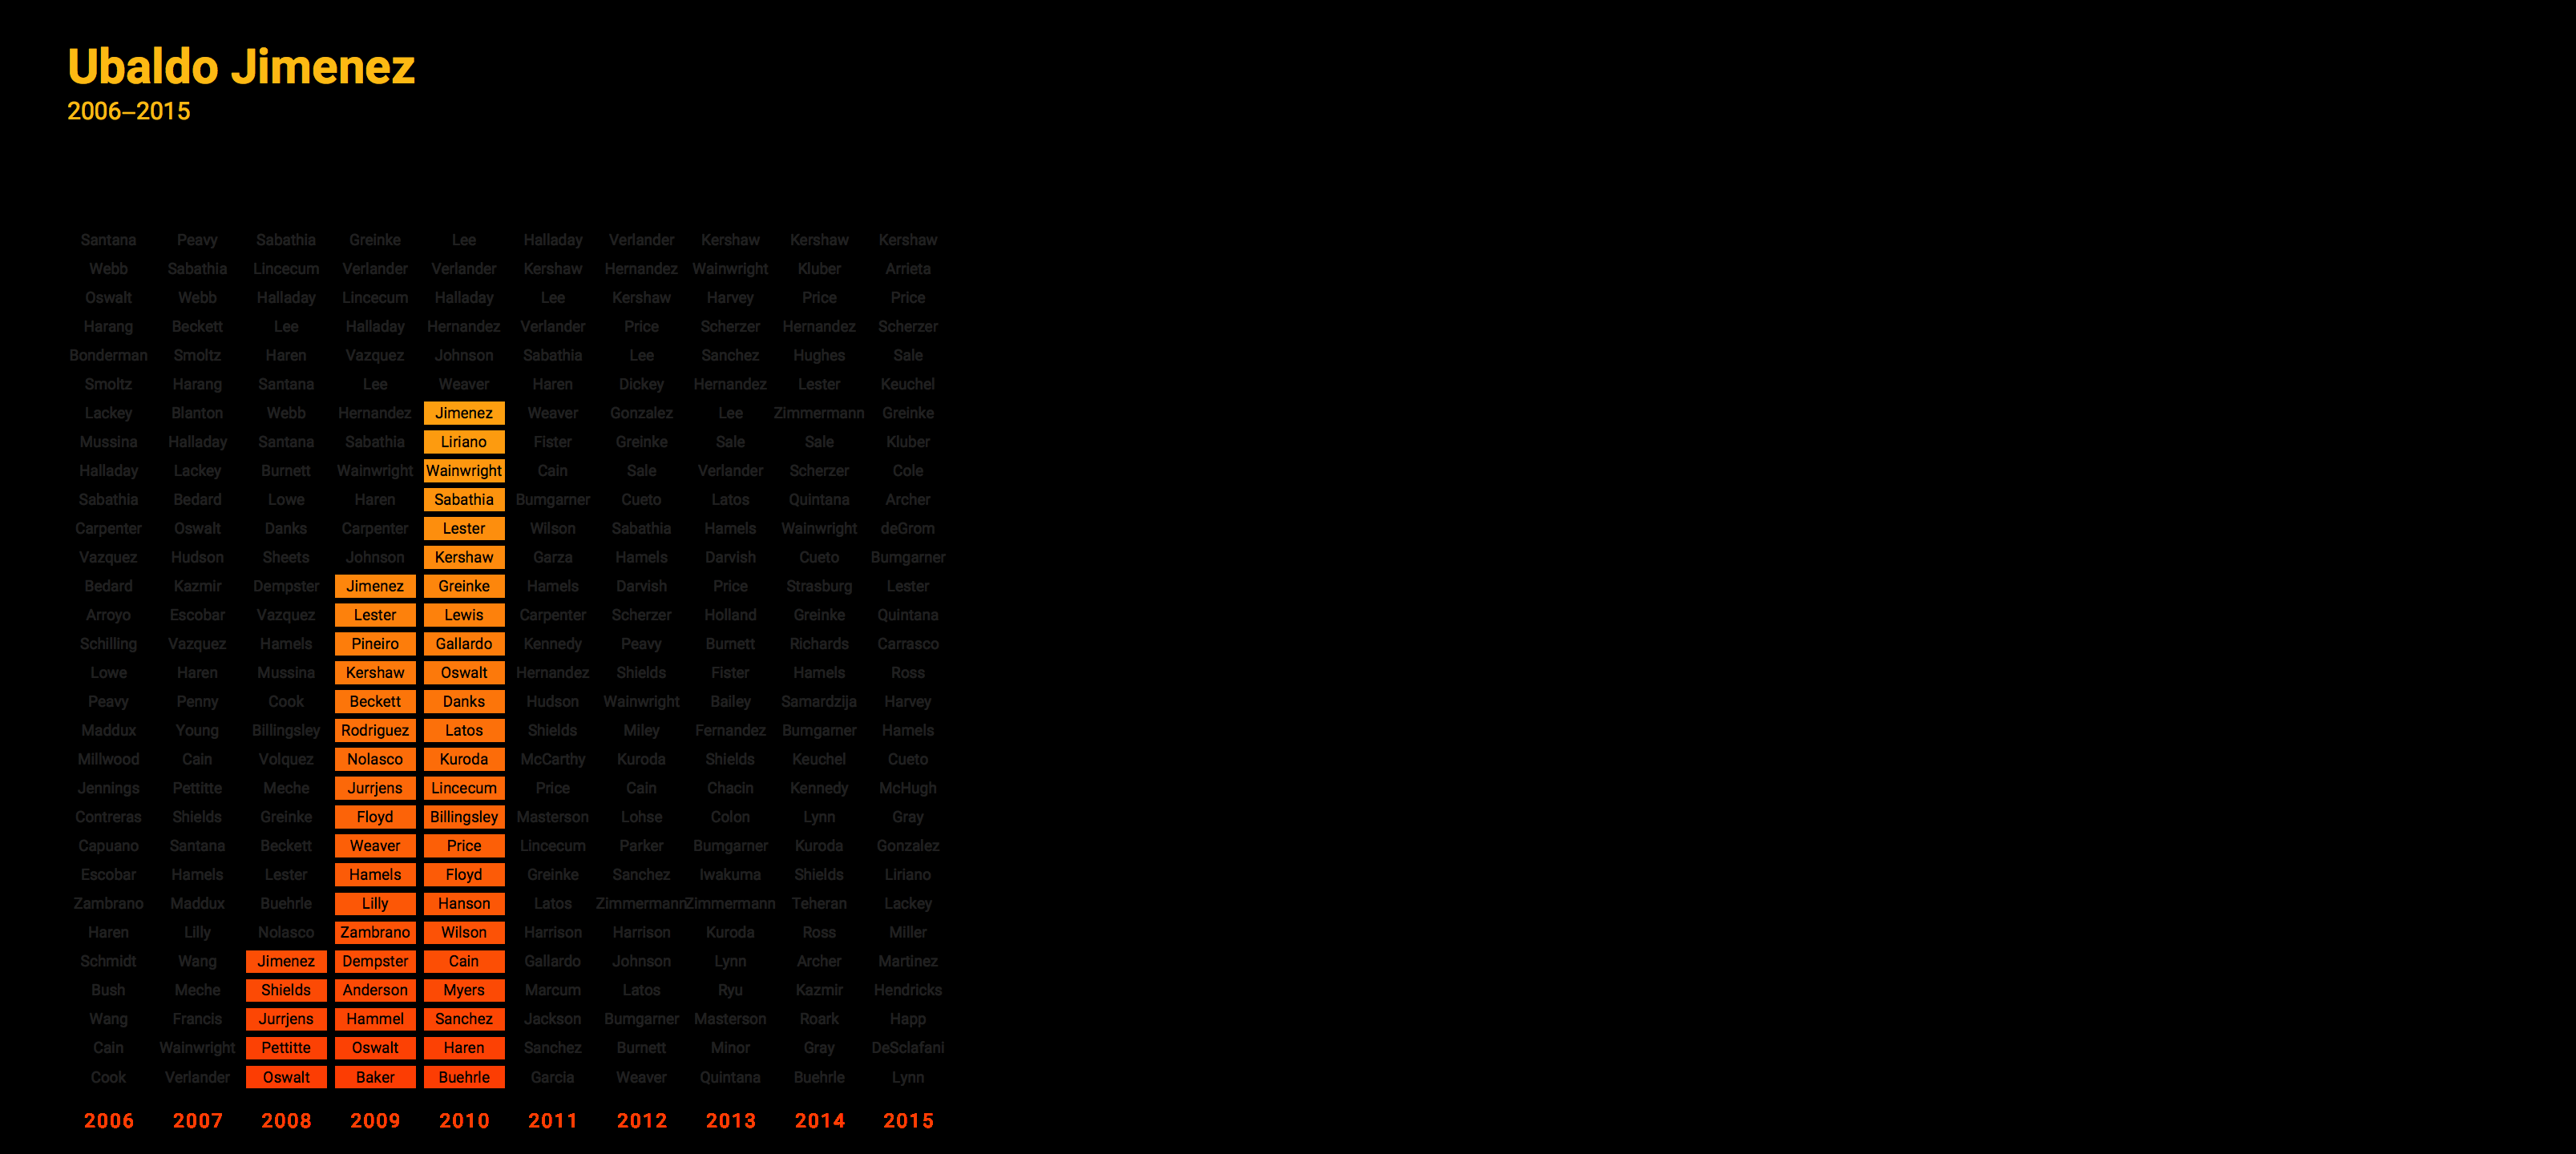 Ubaldo Jimenez
2006–2015
Santana Peavy Sabathia Greinke Lee Halladay Verlander Kershaw Kershaw Kershaw
Webb Sabathia Lincecum Verlander Verlander Kershaw Hernandez Wainwright Kluber Arrieta
Oswalt Webb Halladay Lincecum Halladay Lee Kershaw Harvey Price Price
Harang Beckett Lee Halladay Hernandez Verlander Price Scherzer Hernandez Scherzer
Bonderman Smoltz Haren Vazquez Johnson Sabathia Lee Sanchez Hughes Sale
Smoltz Harang Santana Lee Weaver Haren Dickey Hernandez Lester Keuchel
Lackey Blanton Webb Hernandez Jimenez Weaver Gonzalez Lee Zimmermann Greinke
Mussina Halladay Santana Sabathia Liriano Fister Greinke Sale Sale Kluber
Halladay Lackey Burnett Wainwright Wainwright Cain Sale Verlander Scherzer Cole
Sabathia Bedard Lowe Haren Sabathia Bumgarner Cueto Latos Quintana Archer
Carpenter Oswalt Danks Carpenter Lester Wilson Sabathia Hamels Wainwright deGrom
Vazquez Hudson Sheets Johnson Kershaw Garza Hamels Darvish Cueto Bumgarner
Bedard Kazmir Dempster Jimenez Greinke Hamels Darvish Price Strasburg Lester
Arroyo Escobar Vazquez Lester Lewis Carpenter Scherzer Holland Greinke Quintana
Schilling Vazquez Hamels Pineiro Gallardo Kennedy Peavy Burnett Richards Carrasco
Lowe Haren Mussina Kershaw Oswalt Hernandez Shields Fister Hamels Ross
Peavy Penny Cook Beckett Danks Hudson Wainwright Bailey Samardzija Harvey
Maddux Young Billingsley Rodriguez Latos Shields Miley Fernandez Bumgarner Hamels
Millwood Cain Volquez Nolasco Kuroda McCarthy Kuroda Shields Keuchel Cueto
Jennings Pettitte Meche Jurrjens Lincecum Price Cain Chacin Kennedy McHugh
Contreras Shields Greinke Floyd Billingsley Masterson Lohse Colon Lynn Gray
Capuano Santana Beckett Weaver Price Lincecum Parker Bumgarner Kuroda Gonzalez
Escobar Hamels Lester Hamels Floyd Greinke Sanchez Iwakuma Shields Liriano
Zambrano Maddux Buehrle Lilly Hanson Latos Zimmermann Zimmermann Teheran Lackey
Haren Lilly Nolasco Zambrano Wilson Harrison Harrison Kuroda Ross Miller
Schmidt Wang Jimenez Dempster Cain Gallardo Johnson Lynn Archer Martinez
Bush Meche Shields Anderson Myers Marcum Latos Ryu Kazmir Hendricks
Wang Francis Jurrjens Hammel Sanchez Jackson Bumgarner Masterson Roark Happ
Cain Wainwright Pettitte Oswalt Haren Sanchez Burnett Minor Gray DeSclafani
Cook Verlander Oswalt Baker Buehrle Garcia Weaver Quintana Buehrle Lynn
2006 2007 2008 2009 2010 2011 2012 2013 2014 2015